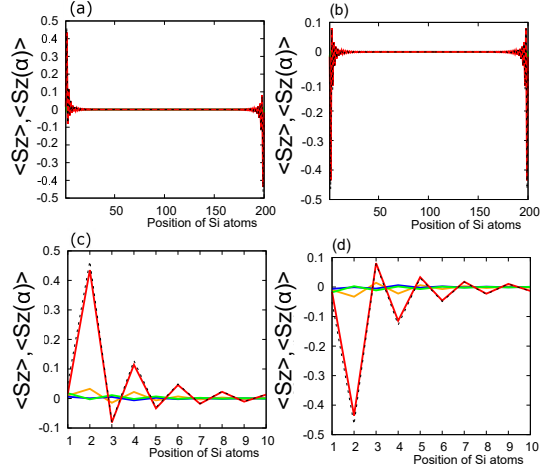 (a)
0.5
0.4
0.3
0.2
0.1
0
-0.1
-0.2
-0.3
-0.4
-0.5
<Sz>, <Sz(α)>
50 100 150 200
Position of Si atoms
(b)
0.1
0
-0.1
-0.2
-0.3
-0.4
-0.5
<Sz>, <Sz(α)>
50 100 150 200
Position of Si atoms
(c)
0.5
0.4
0.3
0.2
0.1
0
-0.1
<Sz>, <Sz(α)>
1 2 3 4 5 6 7 8 9 10
Position of Si atoms
(d)
0.1
0
-0.1
-0.2
-0.3
-0.4
-0.5
<Sz>, <Sz(α)>
1 2 3 4 5 6 7 8 9 10
Position of Si atoms